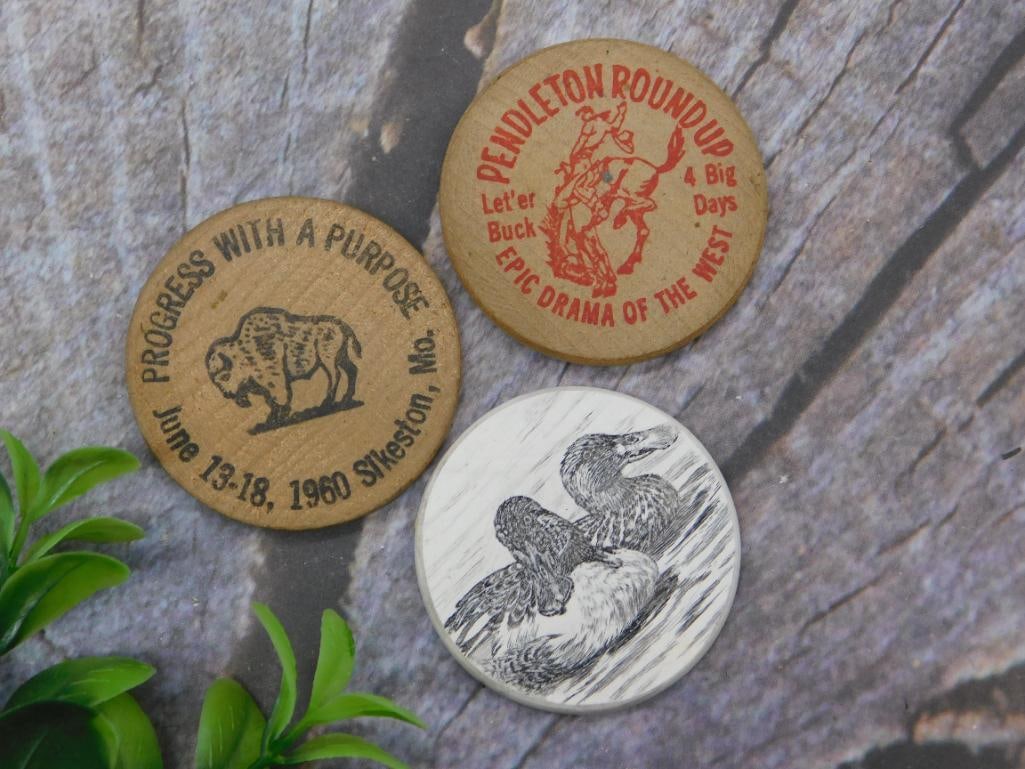 PENDLETON ROUND UP
Let'er
Buck
4 Big
Days
EPIC DRAMA OF THE WEST
PROGRESS WITH A PURPOSE
June 13-18, 1960 Sikeston, Mo.